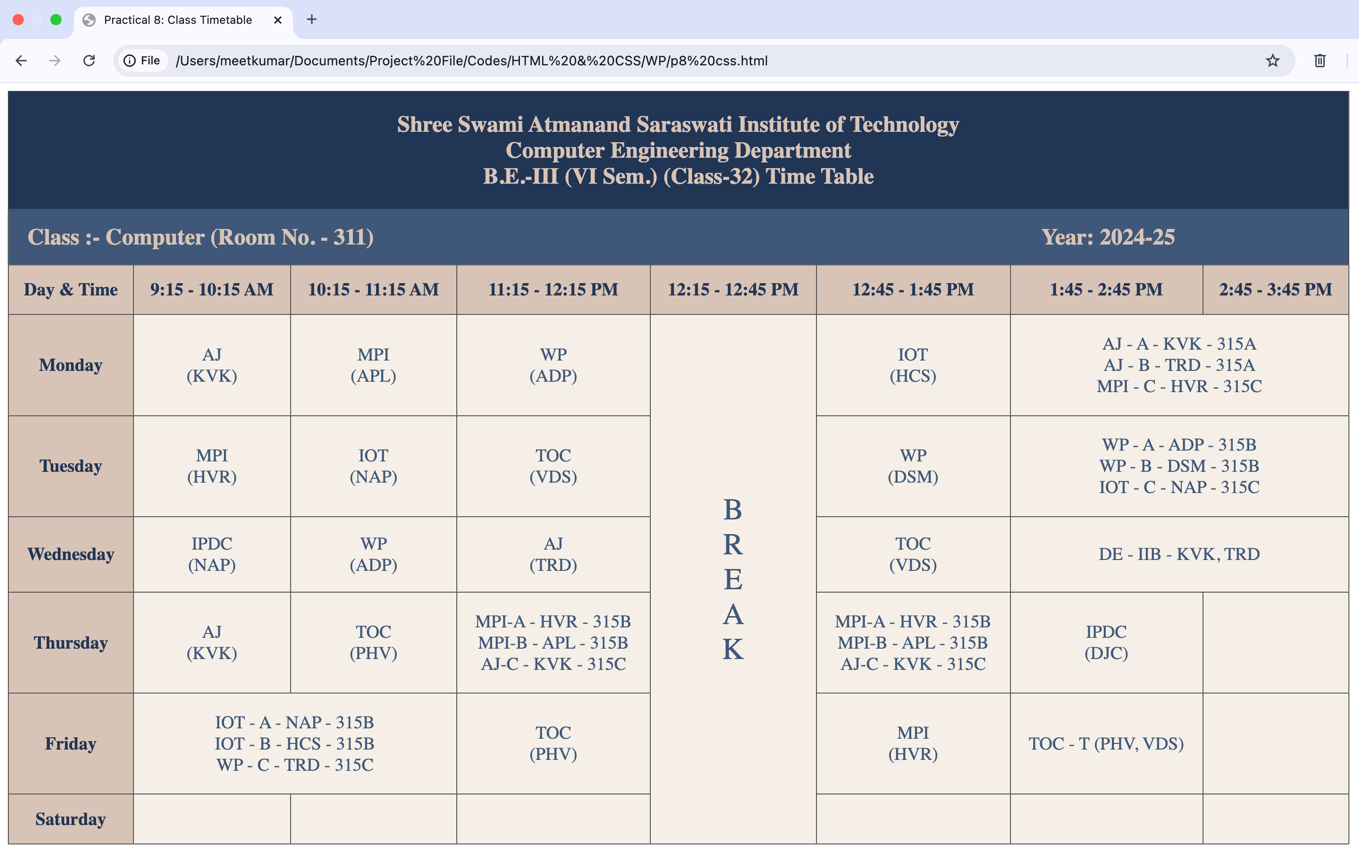 Practical 8: Class Timetable
File /Users/meetkumar/Documents/Project%20File/Codes/HTML%20&%20CSS/WP/p8%20css.html
Shree Swami Atmanand Saraswati Institute of Technology
Computer Engineering Department
B.E.-III (VI Sem.) (Class-32) Time Table
Class :- Computer (Room No. - 311)
Year: 2024-25
Day & Time
9:15 - 10:15 AM
10:15 - 11:15 AM
11:15 - 12:15 PM
12:15 - 12:45 PM
12:45 - 1:45 PM
1:45 - 2:45 PM
2:45 - 3:45 PM
Monday
AJ
(KVK)
MPI
(APL)
WP
(ADP)
B
R
E
A
K
IOT
(HCS)
AJ - A - KVK - 315A
AJ - B - TRD - 315A
MPI - C - HVR - 315C
Tuesday
MPI
(HVR)
IOT
(NAP)
TOC
(VDS)
WP
(DSM)
WP - A - ADP - 315B
WP - B - DSM - 315B
IOT - C - NAP - 315C
Wednesday
IPDC
(NAP)
WP
(ADP)
AJ
(TRD)
TOC
(VDS)
DE - IIB - KVK, TRD
Thursday
AJ
(KVK)
TOC
(PHV)
MPI-A - HVR - 315B
MPI-B - APL - 315B
AJ-C - KVK - 315C
MPI-A - HVR - 315B
MPI-B - APL - 315B
AJ-C - KVK - 315C
IPDC
(DJC)
Friday
IOT - A - NAP - 315B
IOT - B - HCS - 315B
WP - C - TRD - 315C
TOC
(PHV)
MPI
(HVR)
TOC - T (PHV, VDS)
Saturday